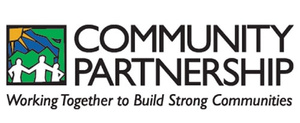 COMMUNITY
PARTNERSHIP
Working Together to Build Strong Communities